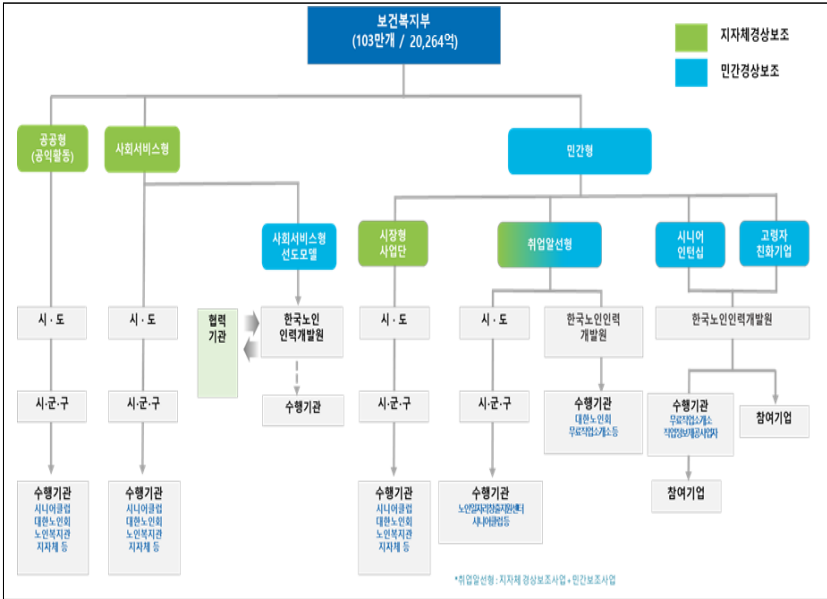 보건복지부
(103만개 / 20,264억)
지자체경상보조
민간경상보조
공공형
(공익활동)
사회서비스형
민간형
사회서비스형
선도모델
시장형
사업단
취업알선형
시니어
인턴십
고령자
친화기업
시·도
시·도
협력
기관
한국노인
인력개발원
시·도
시·도
한국노인인력
개발원
한국노인인력개발원
시·군·구
시·군·구
수행기관
시·군·구
시·군·구
수행기관
대한노인회
무료직업소개소 등
수행기관
무료직업소개소
직업정보제공사업자
참여기업
수행기관
시니어클럽
대한노인회
노인복지관
지자체 등
수행기관
시니어클럽
대한노인회
노인복지관
지자체 등
수행기관
시니어클럽
대한노인회
노인복지관
지자체 등
수행기관
노인일자리창출지원센터
시니어클럽 등
참여기업
*취업알선형 : 지자체 경상보조사업 + 민간보조사업